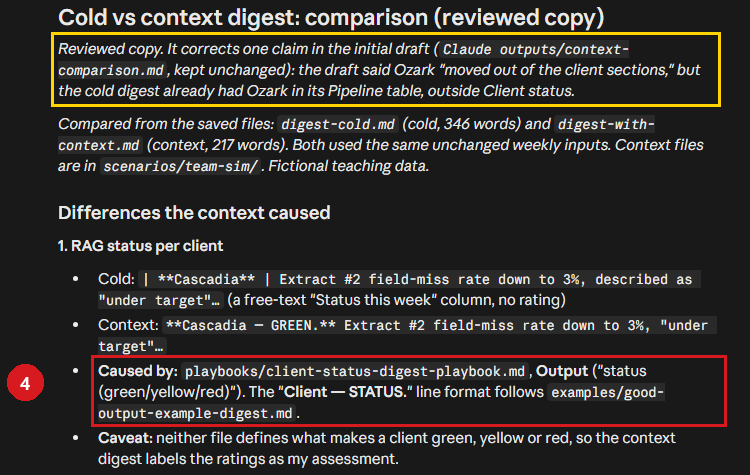 Cold vs context digest: comparison (reviewed copy)
Reviewed copy. It corrects one claim in the initial draft ( Claude outputs/context-
comparison.md , kept unchanged): the draft said Ozark "moved out of the client sections," but
the cold digest already had Ozark in its Pipeline table, outside Client status.
Compared from the saved files: digest-cold.md (cold, 346 words) and digest-with-
context.md (context, 217 words). Both used the same unchanged weekly inputs. Context files
are in scenarios/team-sim/ . Fictional teaching data.
Differences the context caused
1. RAG status per client
• Cold: | **Cascadia** | Extract #2 field-miss rate down to 3%, described as
"under target"… (a free-text "Status this week" column, no rating)
• Context: **Cascadia — GREEN.** Extract #2 field-miss rate down to 3%, "under
target"…
4
• Caused by: playbooks/client-status-digest-playbook.md , Output ("status
(green/yellow/red)"). The "Client — STATUS." line format follows examples/good-
output-example-digest.md .
• Caveat: neither file defines what makes a client green, yellow or red, so the context
digest labels the ratings as my assessment.